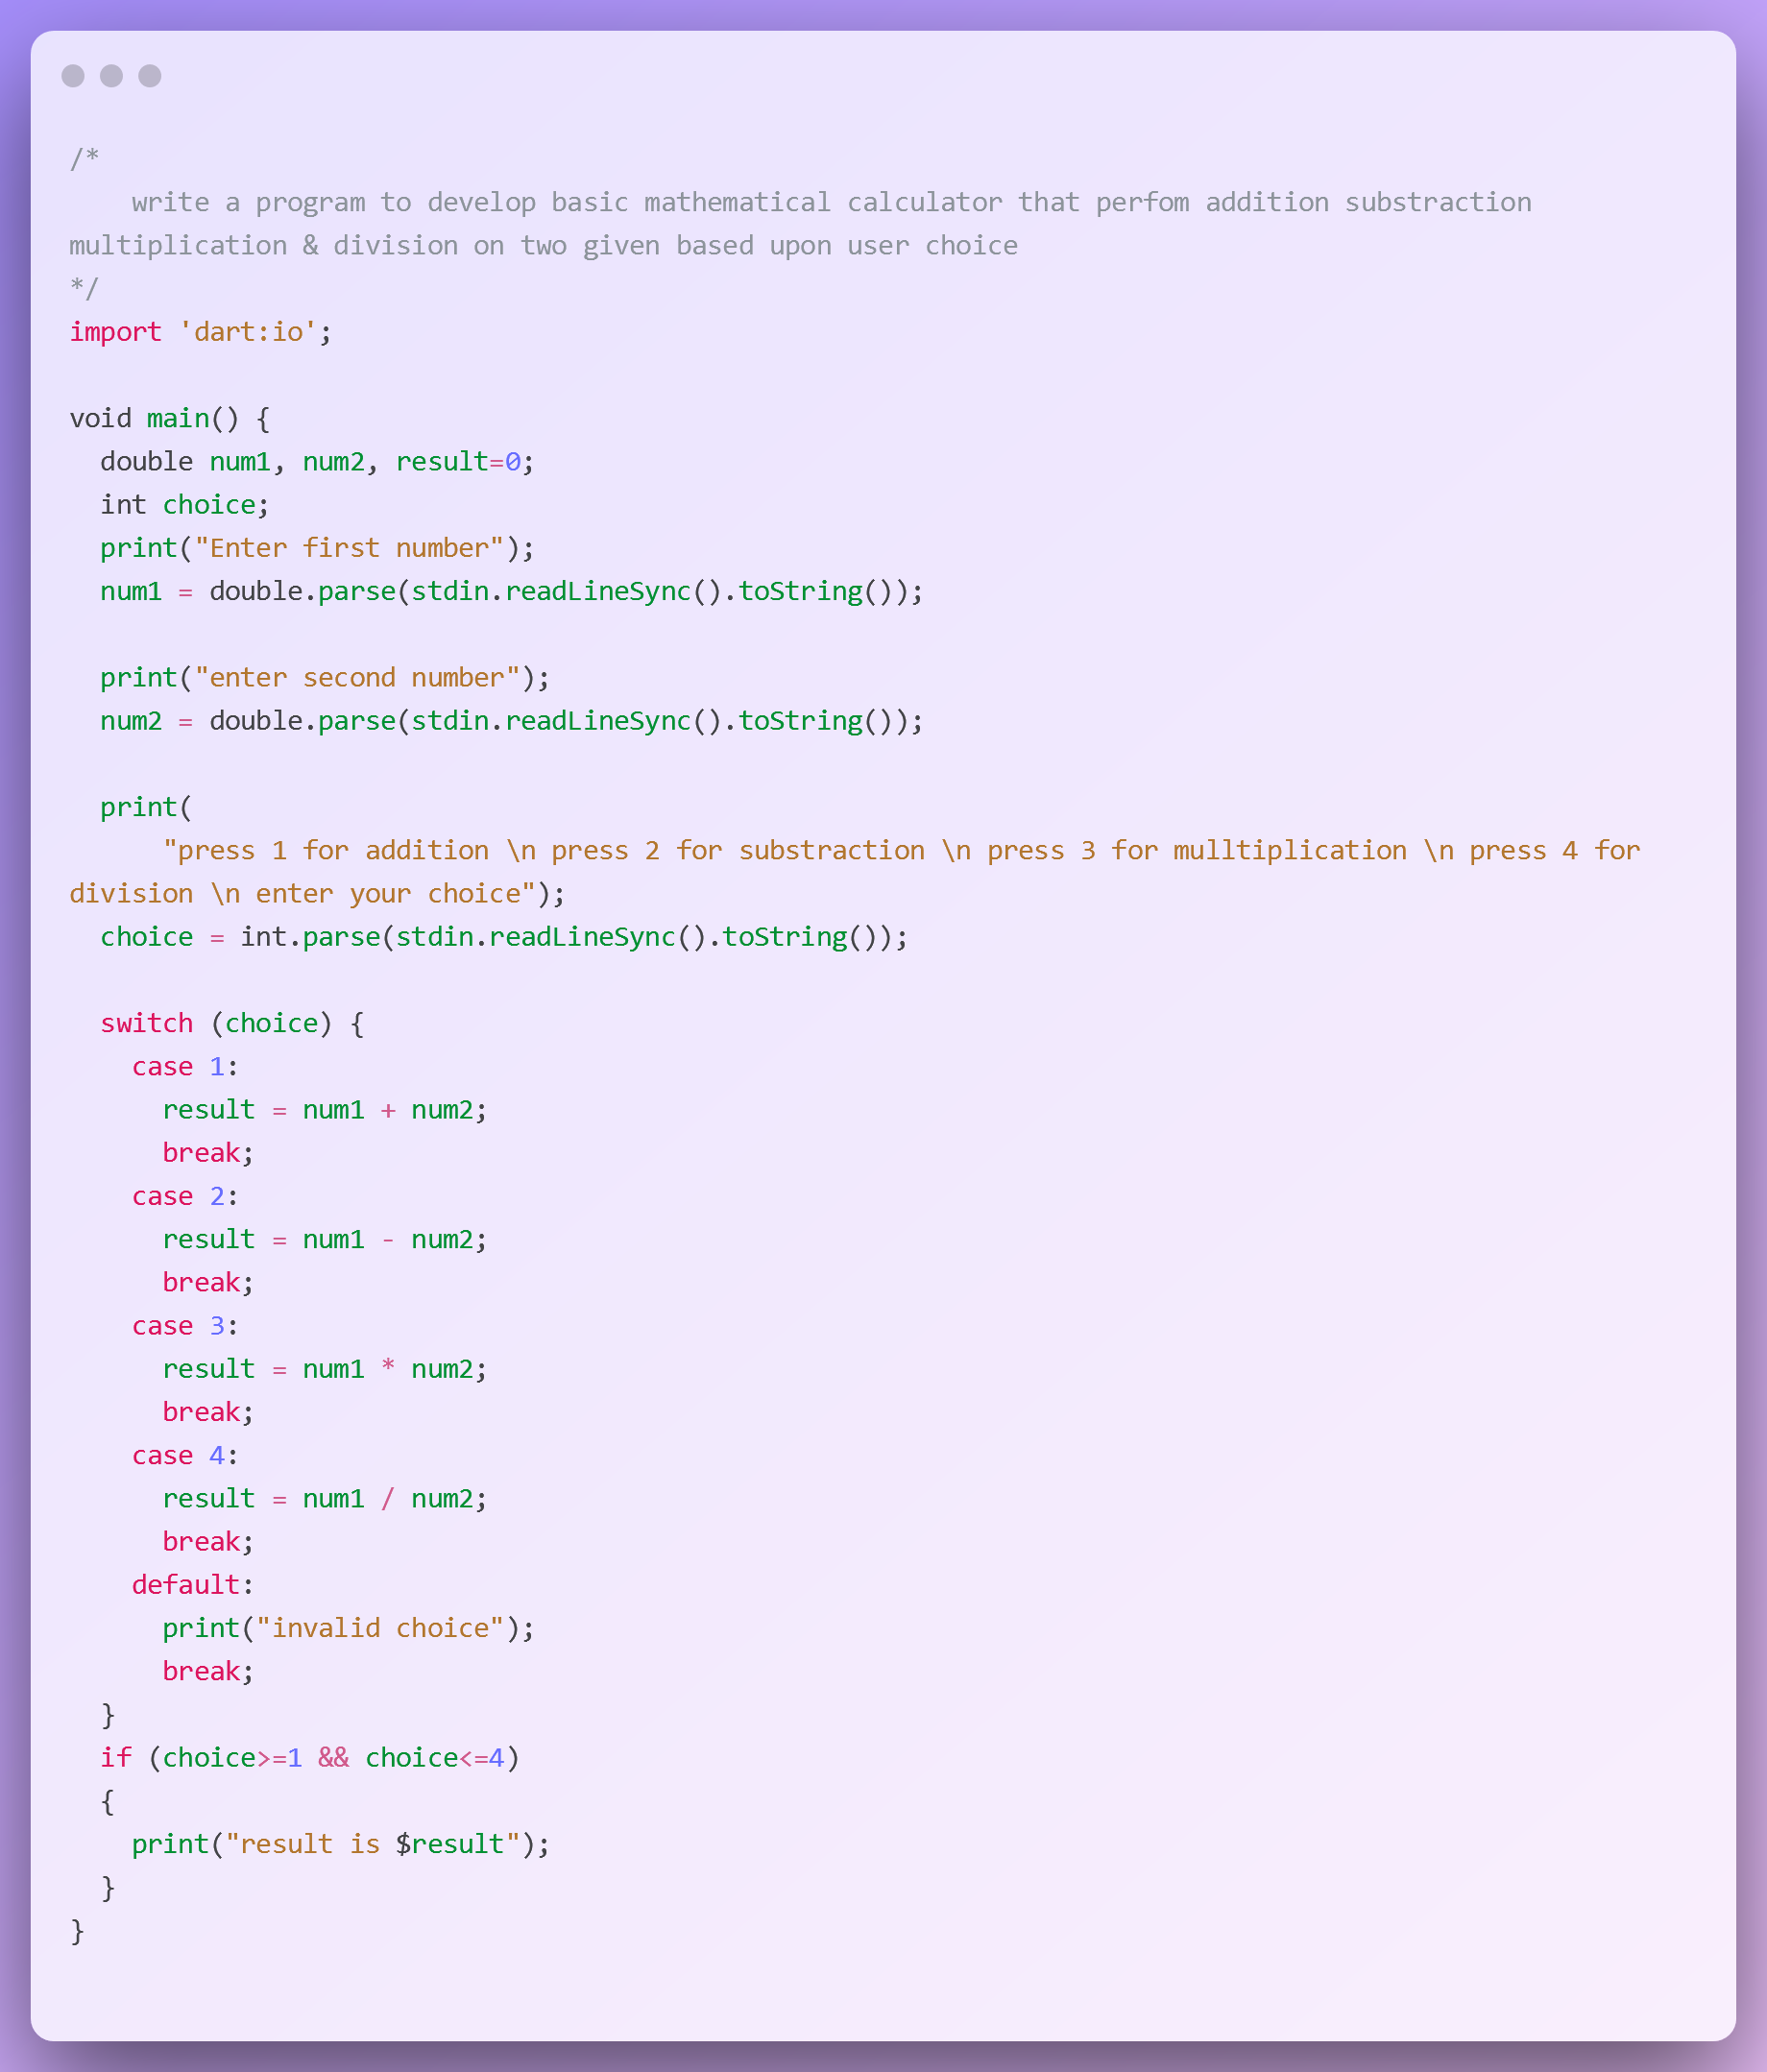 /*
    write a program to develop basic mathematical calculator that perfom addition substraction
multiplication & division on two given based upon user choice
*/
import 'dart:io';

void main() {
  double num1, num2, result=0;
  int choice;
  print("Enter first number");
  num1 = double.parse(stdin.readLineSync().toString());

  print("enter second number");
  num2 = double.parse(stdin.readLineSync().toString());

  print(
      "press 1 for addition \n press 2 for substraction \n press 3 for mulltiplication \n press 4 for
division \n enter your choice");
  choice = int.parse(stdin.readLineSync().toString());

  switch (choice) {
    case 1:
      result = num1 + num2;
      break;
    case 2:
      result = num1 - num2;
      break;
    case 3:
      result = num1 * num2;
      break;
    case 4:
      result = num1 / num2;
      break;
    default:
      print("invalid choice");
      break;
  }
  if (choice>=1 && choice<=4)
  {
    print("result is $result");
  }
}